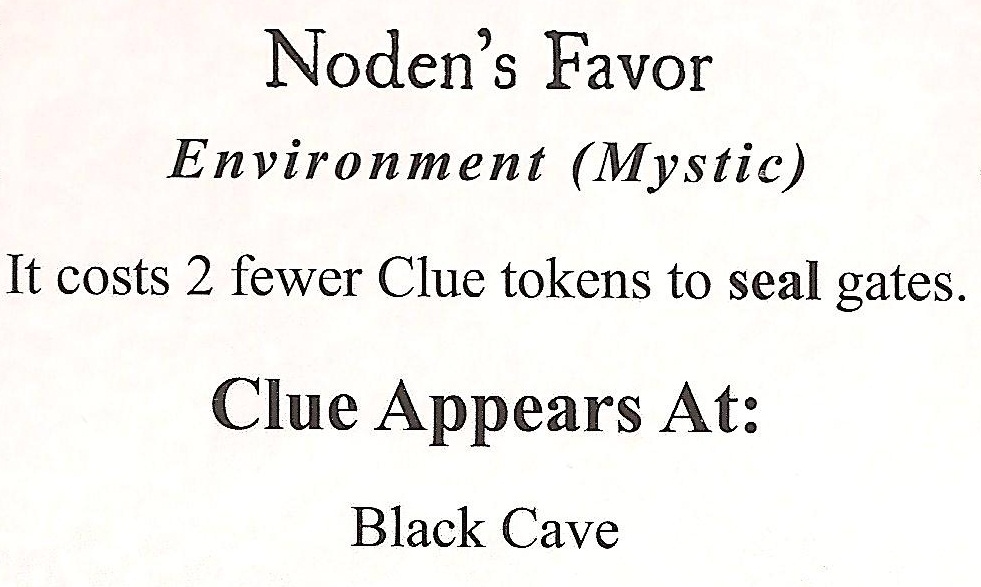 Noden's Favor
Environment (Mystic)
It costs 2 fewer Clue tokens to seal gates.
Clue Appears At:
Black Cave